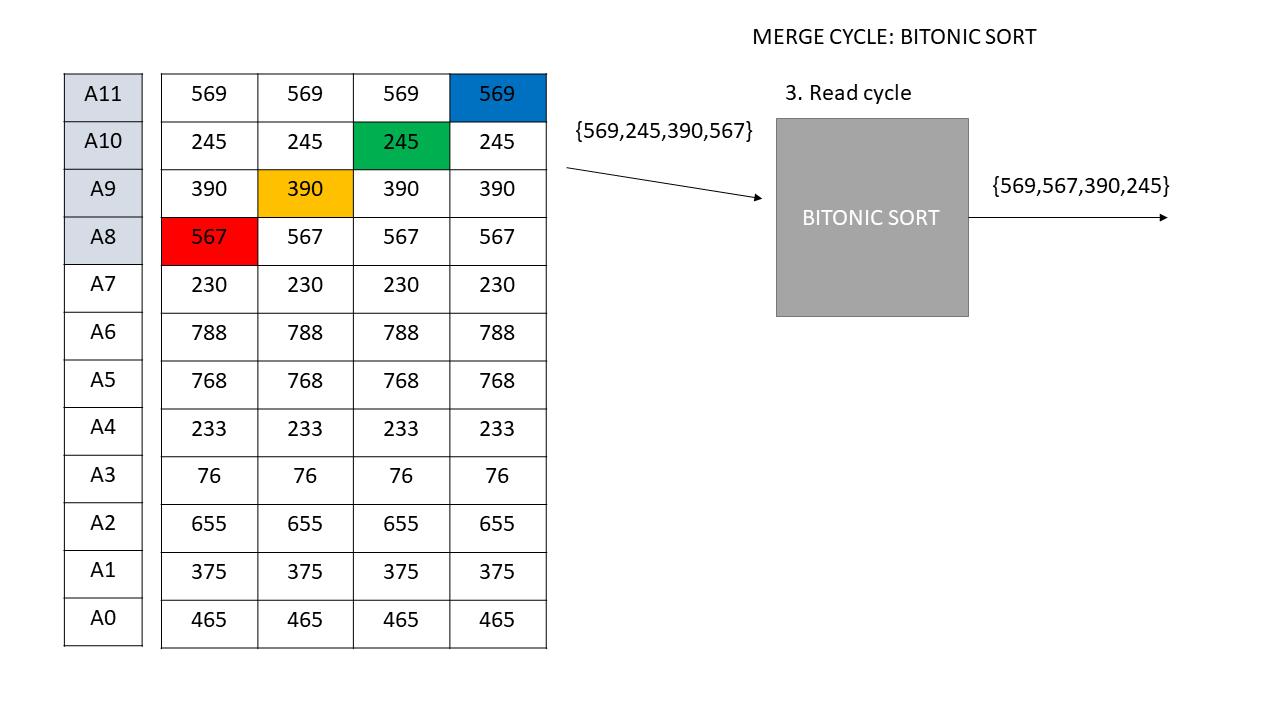 MERGE CYCLE: BITONIC SORT
3. Read cycle
A11 569 569 569 569
{569,245,390,567}
A10 245 245 245 245
A9 390 390 390 390
{569,567,390,245}
BITONIC SORT
A8 567 567 567 567
A7 230 230 230 230
A6 788 788 788 788
A5 768 768 768 768
A4 233 233 233 233
A3 76 76 76 76
A2 655 655 655 655
A1 375 375 375 375
A0 465 465 465 465